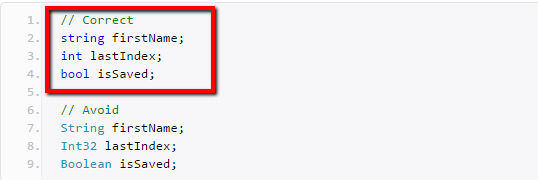 1. // Correct
2. string firstName;
3. int lastIndex;
4. bool isSaved;
5.
6. // Avoid
7. String firstName;
8. Int32 lastIndex;
9. Boolean isSaved;